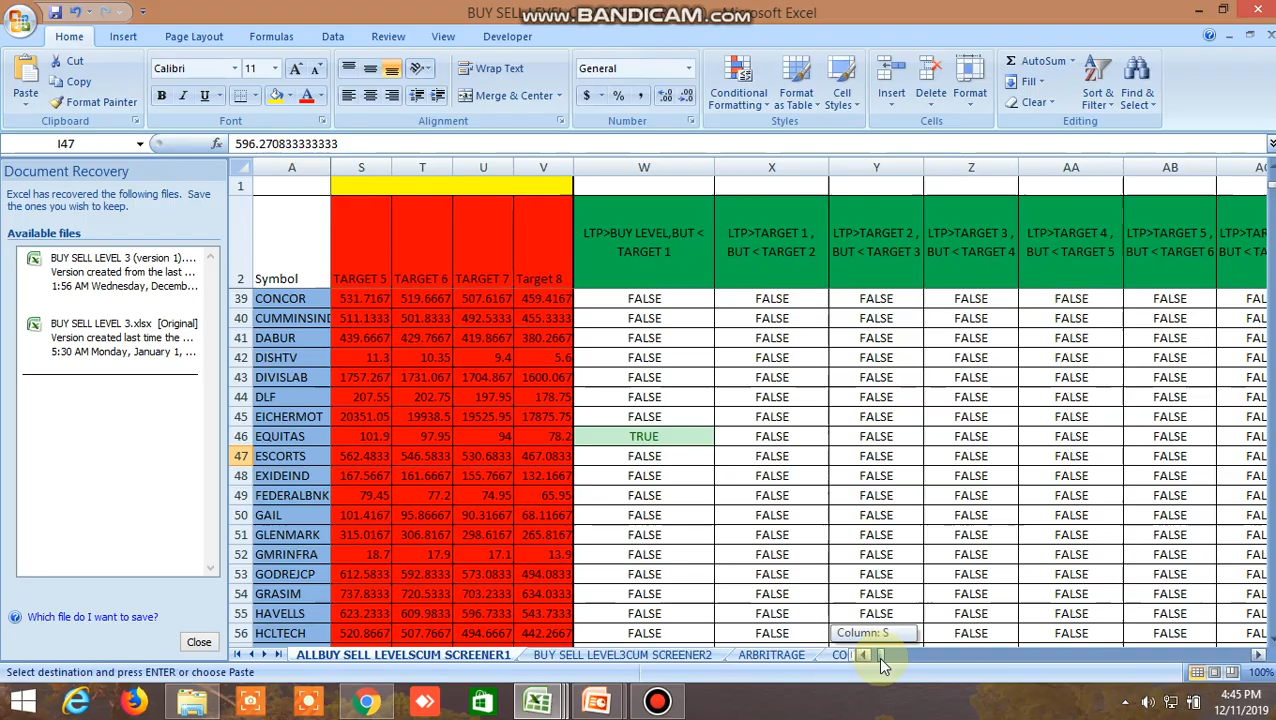 BUY SELL LEVEL
www.BANDICAM.com
Microsoft Excel
Home Insert Page Layout Formulas Data Review View Developer
Paste Cut Copy Format Painter
Calibri 11 Wrap Text Merge & Center General
Conditional Formatting Format as Table Cell Styles Insert Delete Format
AutoSum Fill Clear Sort & Filter Find & Select
Clipboard Font Alignment Number Styles Cells Editing
I47 596.270833333333
Document Recovery
Excel has recovered the following files. Save
the ones you wish to keep.
Available files
BUY SELL LEVEL 3 (version 1)....
Version created from the last ...
1:56 AM Wednesday, Decemb...
BUY SELL LEVEL 3.xlsx [Original]
Version created last time the ...
5:30 AM Monday, January 1, ...
Which file do I want to save?
Close
A S T U V W X Y Z AA AB
1
2 Symbol TARGET 5 TARGET 6 TARGET 7 Target 8 LTP>BUY LEVEL,BUT < TARGET 1 LTP>TARGET 1 , BUT < TARGET 2 LTP>TARGET 2 , BUT < TARGET 3 LTP>TARGET 3 , BUT < TARGET 4 LTP>TARGET 4 , BUT < TARGET 5 LTP>TARGET 5 , BUT < TARGET 6
39 CONCOR 531.7167 519.6667 507.6167 459.4167 FALSE FALSE FALSE FALSE FALSE FALSE
40 CUMMINSIND 511.1333 501.8333 492.5333 455.3333 FALSE FALSE FALSE FALSE FALSE FALSE
41 DABUR 439.6667 429.7667 419.8667 380.2667 FALSE FALSE FALSE FALSE FALSE FALSE
42 DISHTV 11.3 10.35 9.4 5.6 FALSE FALSE FALSE FALSE FALSE FALSE
43 DIVISLAB 1757.267 1731.067 1704.867 1600.067 FALSE FALSE FALSE FALSE FALSE FALSE
44 DLF 207.55 202.75 197.95 178.75 FALSE FALSE FALSE FALSE FALSE FALSE
45 EICHERMOT 20351.05 19938.5 19525.95 17875.75 FALSE FALSE FALSE FALSE FALSE FALSE
46 EQUITAS 101.9 97.95 94 78.2 TRUE FALSE FALSE FALSE FALSE FALSE
47 ESCORTS 562.4833 546.5833 530.6833 467.0833 FALSE FALSE FALSE FALSE FALSE FALSE
48 EXIDEIND 167.5667 161.6667 155.7667 132.1667 FALSE FALSE FALSE FALSE FALSE FALSE
49 FEDERALBNK 79.45 77.2 74.95 65.95 FALSE FALSE FALSE FALSE FALSE FALSE
50 GAIL 101.4167 95.86667 90.31667 68.11667 FALSE FALSE FALSE FALSE FALSE FALSE
51 GLENMARK 315.0167 306.8167 298.6167 265.8167 FALSE FALSE FALSE FALSE FALSE FALSE
52 GMRINFRA 18.7 17.9 17.1 13.9 FALSE FALSE FALSE FALSE FALSE FALSE
53 GODREJCP 612.5833 592.8333 573.0833 494.0833 FALSE FALSE FALSE FALSE FALSE FALSE
54 GRASIM 737.8333 720.5333 703.2333 634.0333 FALSE FALSE FALSE FALSE FALSE FALSE
55 HAVELLS 623.2333 609.9833 596.7333 543.7333 FALSE FALSE FALSE FALSE FALSE FALSE
56 HCLTECH 520.8667 507.7667 494.6667 442.2667 FALSE FALSE FALSE FALSE FALSE
Column: S
ALLBUY SELL LEVELSCUM SCREENER1 BUY SELL LEVEL3CUM SCREENER2 ARBRITRAGE CO
Select destination and press ENTER or choose Paste 100%
4:45 PM
12/11/2019